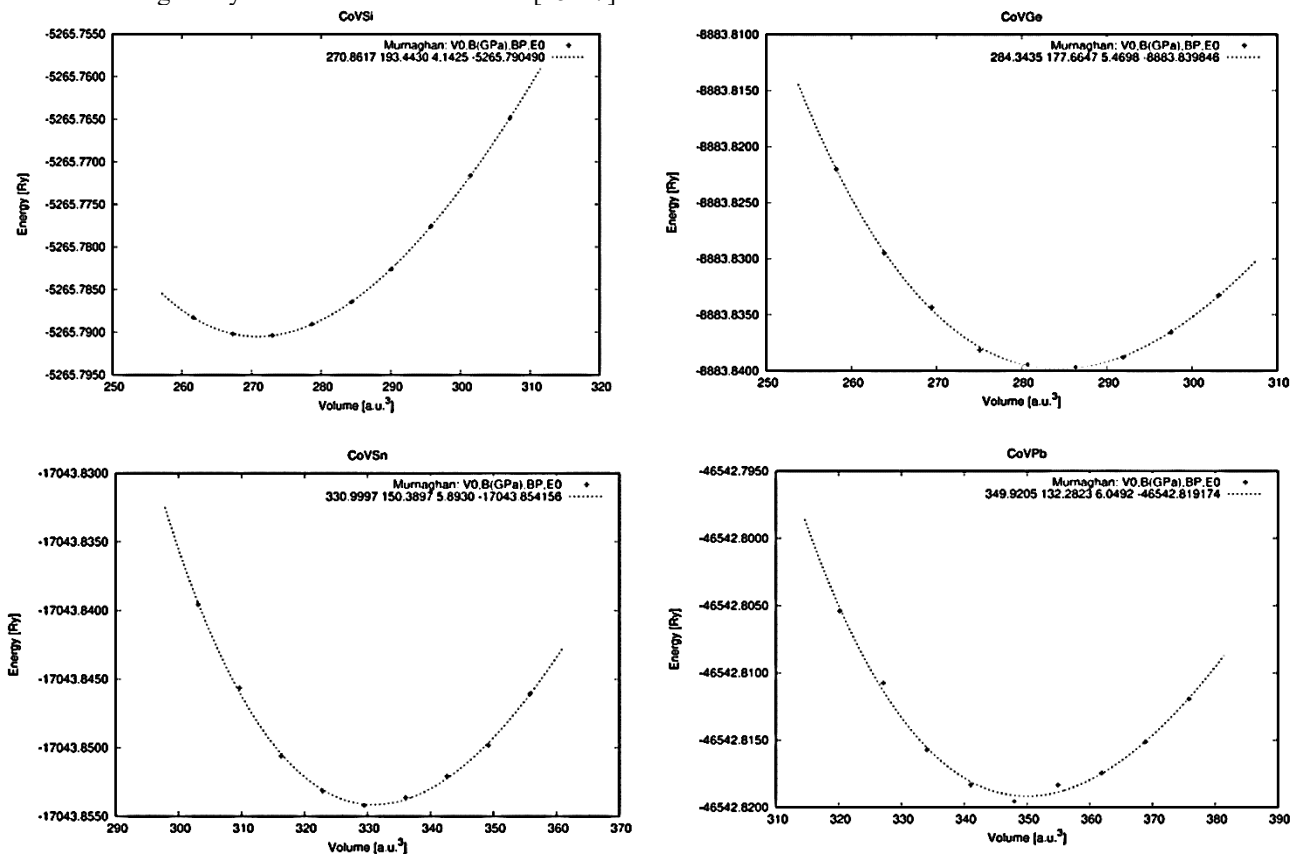 CoVSi
-5265.7550
-5265.7600
-5265.7650
-5265.7700
-5265.7750
-5265.7800
-5265.7850
-5265.7900
-5265.7950
Energy [Ry]
Murnaghan: V0,B(GPa),BP,E0
270.8617 193.4430 4.1425 -5265.790490
250 260 270 280 290 300 310 320
Volume [a.u.³]
CoVGe
-8883.8100
-8883.8150
-8883.8200
-8883.8250
-8883.8300
-8883.8350
-8883.8400
Energy [Ry]
Murnaghan: V0,B(GPa),BP,E0
284.3435 177.6647 5.4698 -8883.839846
250 260 270 280 290 300 310
Volume [a.u.³]
CoVSn
-17043.8300
-17043.8350
-17043.8400
-17043.8450
-17043.8500
-17043.8550
Energy [Ry]
Murnaghan: V0,B(GPa),BP,E0
330.9997 150.3897 5.8930 -17043.854156
290 300 310 320 330 340 350 360 370
Volume [a.u.³]
CoVPb
-46542.7950
-46542.8000
-46542.8050
-46542.8100
-46542.8150
-46542.8200
Energy [Ry]
Murnaghan: V0,B(GPa),BP,E0
349.9205 132.2823 6.0492 -46542.819174
310 320 330 340 350 360 370 380 390
Volume [a.u.³]